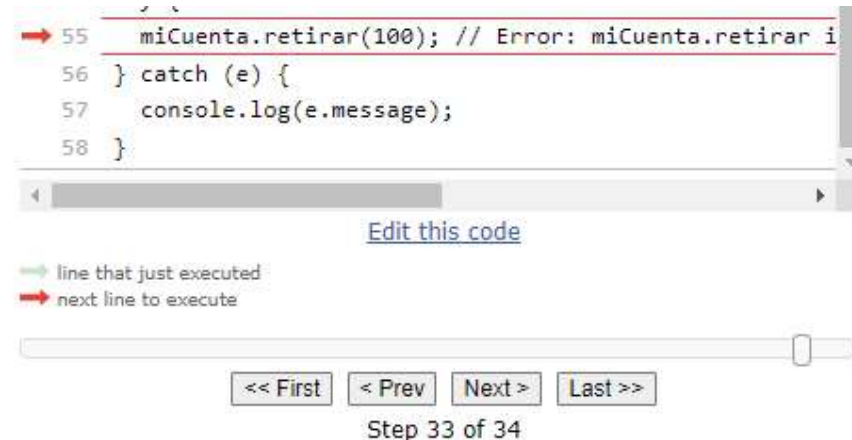 55 miCuenta.retirar(100); // Error: miCuenta.retirar i
56 } catch (e) {
57 console.log(e.message);
58 }
Edit this code
line that just executed
next line to execute
<< First < Prev Next > Last >>
Step 33 of 34